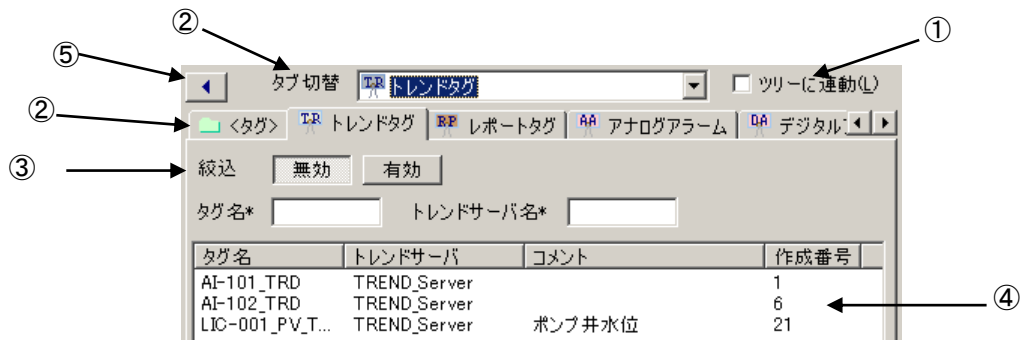 ②
①
⑤
タブ切替 TR トレンドタグ ツリーに連動(L)
②
<タグ> TR トレンドタグ RP レポートタグ AA アナログアラーム DA デジタル
③
絞込 無効 有効
タグ名* トレンドサーバ名*
タグ名 トレンドサーバ コメント 作成番号
AI-101_TRD TREND_Server 1
AI-102_TRD TREND_Server 6
④
LIC-001_PV_T... TREND_Server ポンプ井水位 21